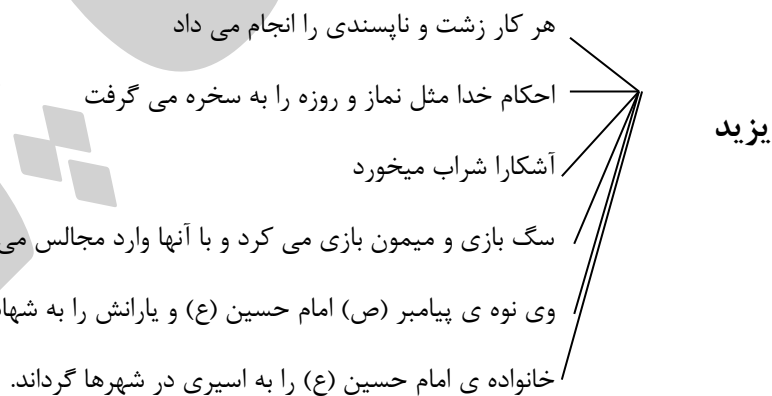 هر کار زشت و ناپسندی را انجام می داد
احکام خدا مثل نماز و روزه را به سخره می گرفت
یزید
آشکارا شراب میخورد
سگ بازی و میمون بازی می کرد و با آنها وارد مجالس می
وی نوه ی پیامبر (ص) امام حسین (ع) و یارانش را به
خانواده ی امام حسین (ع) را به اسیری در شهرها گرداند.